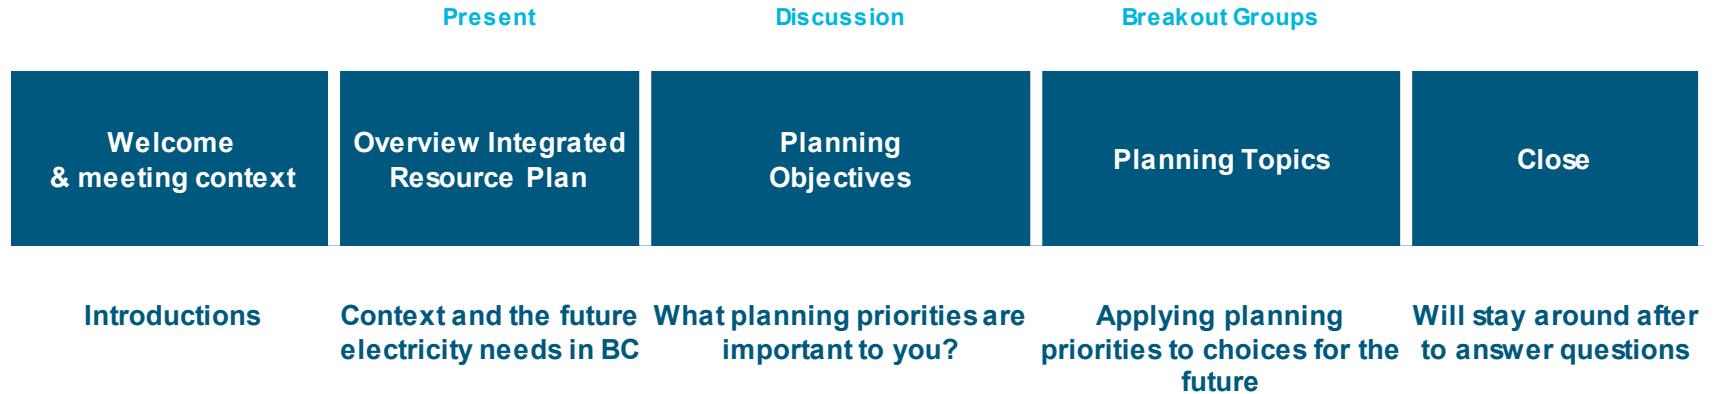 Present
Discussion
Breakout Groups
Welcome
& meeting context
Overview Integrated
Resource Plan
Planning
Objectives
Planning Topics
Close
Introductions
Context and the future
electricity needs in BC
What planning priorities are
important to you?
Applying planning
priorities to choices for the
future
Will stay around after
to answer questions